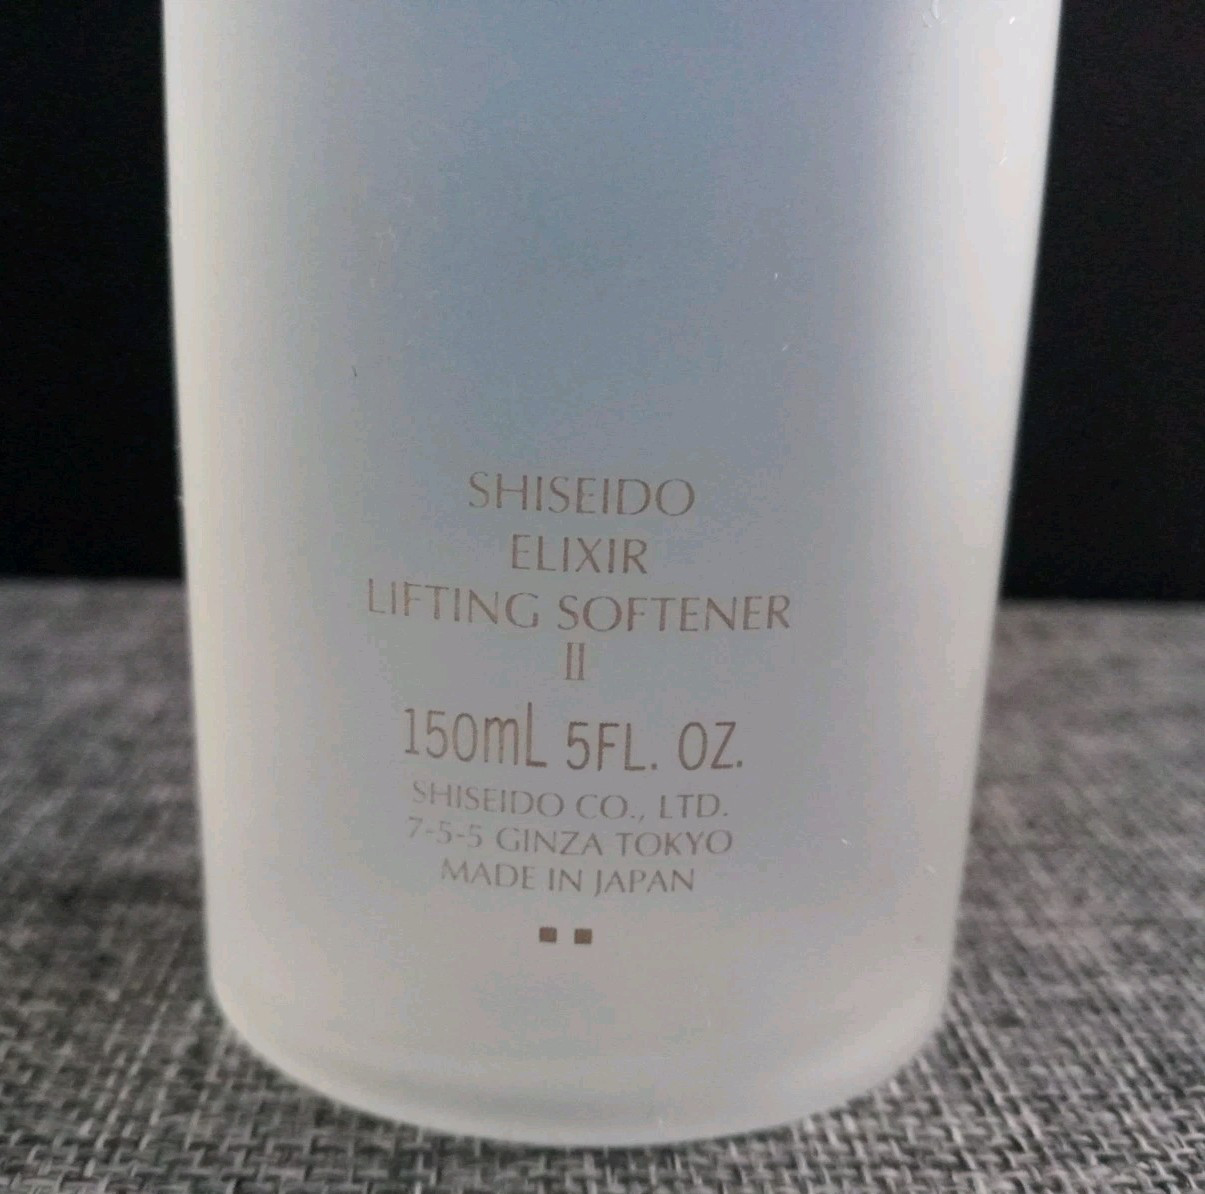 SHISEIDO
ELIXIR
LIFTING SOFTENER
II
150mL 5FL. OZ.
SHISEIDO CO., LTD.
7-5-5 GINZA TOKYO
MADE IN JAPAN